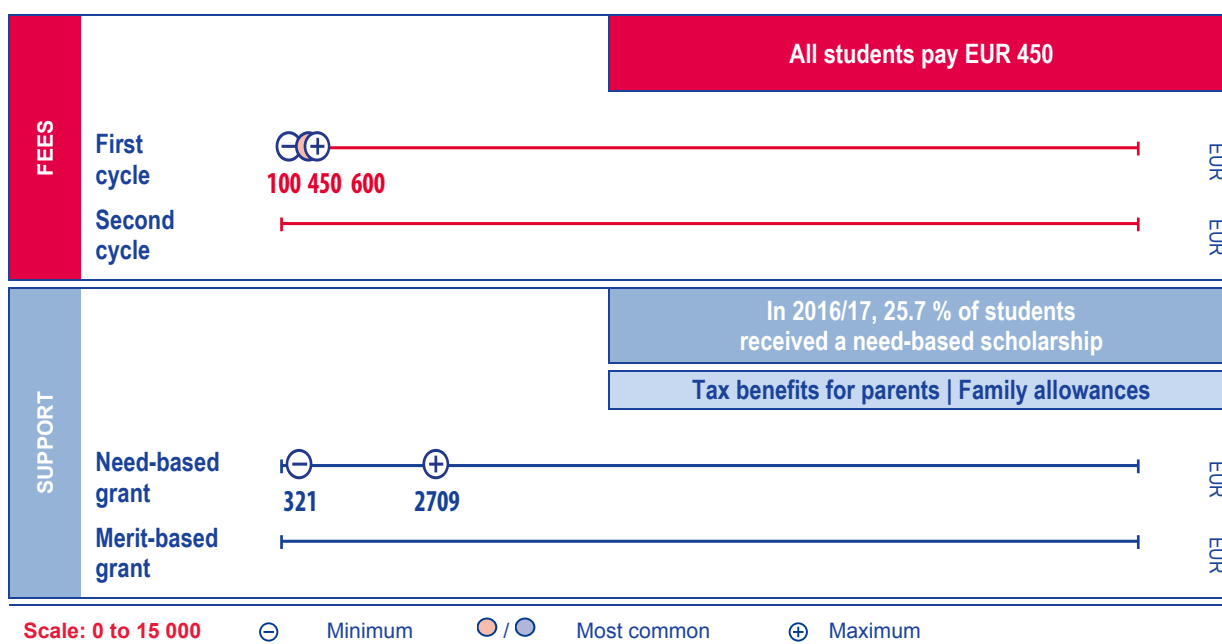 All students pay EUR 450
FEES
First
cycle
EUR
100 450 600
Second
cycle
EUR
In 2016/17, 25.7 % of students
received a need-based scholarship
Tax benefits for parents | Family allowances
SUPPORT
Need-based
grant
EUR
321 2709
Merit-based
grant
EUR
Scale: 0 to 15 000 Minimum / Most common Maximum